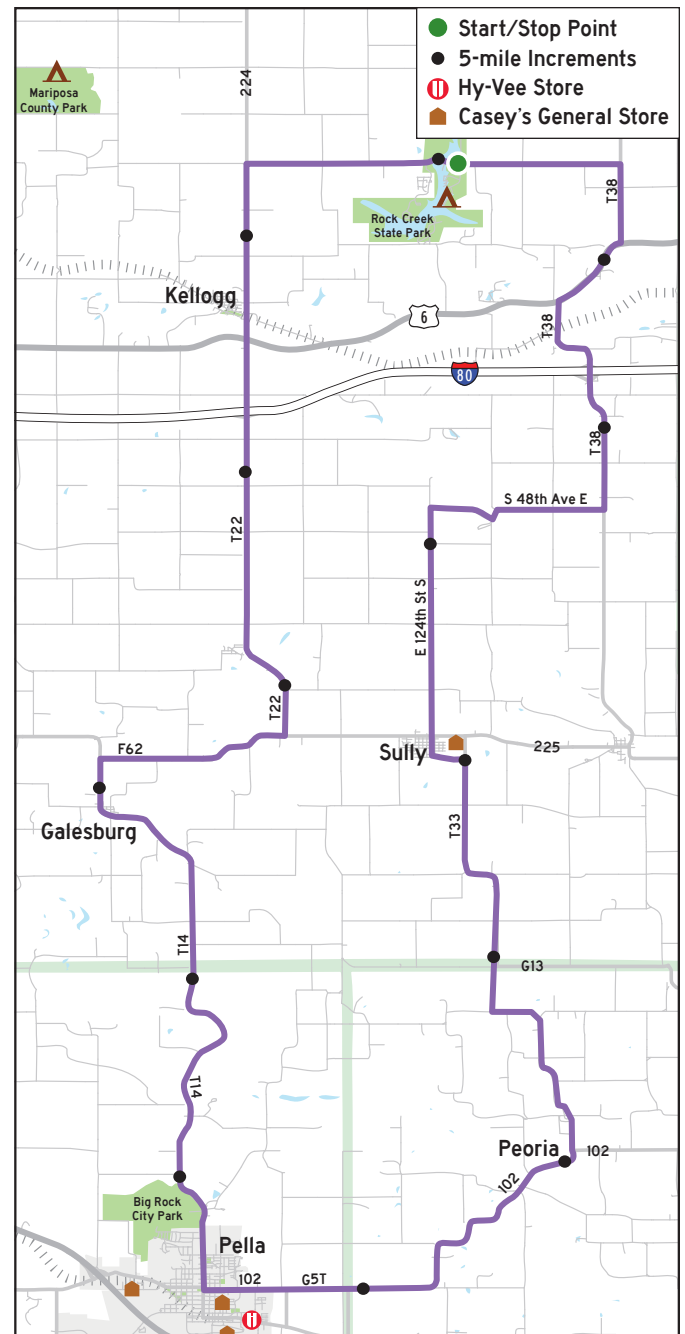 Start/Stop Point
5-mile Increments
Hy-Vee Store
Casey's General Store
224
Mariposa
County Park
T38
Rock Creek
State Park
Kellogg
6
T38
80
T38
S 48th Ave E
T22
E 124th St S
T22
F62
Sully
225
Galesburg
T33
T14
G13
T14
Peoria
102
102
Big Rock
City Park
Pella
102
G5T